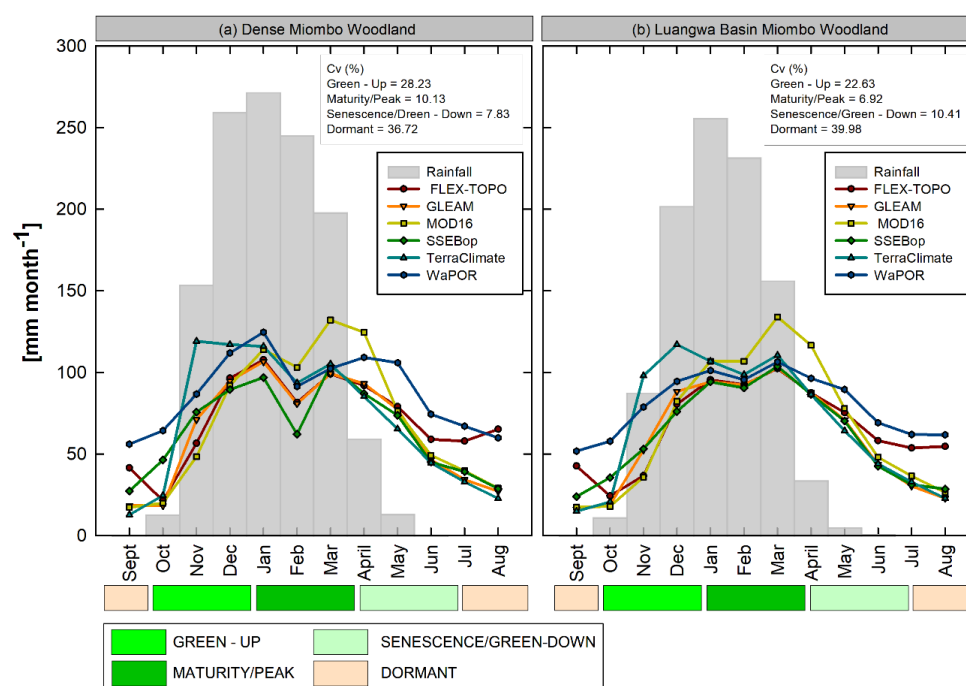 (a) Dense Miombo Woodland
(b) Luangwa Basin Miombo Woodland
[mm month⁻¹]
300
250
200
150
100
50
0
Cv (%)
Green - Up = 28.23
Maturity/Peak = 10.13
Senescence/Dreen - Down = 7.83
Dormant = 36.72
Rainfall
FLEX-TOPO
GLEAM
MOD16
SSEBop
TerraClimate
WaPOR
Cv (%)
Green - Up = 22.63
Maturity/Peak = 6.92
Senescence/Green - Down = 10.41
Dormant = 39.98
Rainfall
FLEX-TOPO
GLEAM
MOD16
SSEBop
TerraClimate
WaPOR
Sept
Oct
Nov
Dec
Jan
Feb
Mar
April
May
Jun
Jul
Aug
Sept
Oct
Nov
Dec
Jan
Feb
Mar
April
May
Jun
Jul
Aug
GREEN - UP
SENESCENCE/GREEN-DOWN
MATURITY/PEAK
DORMANT